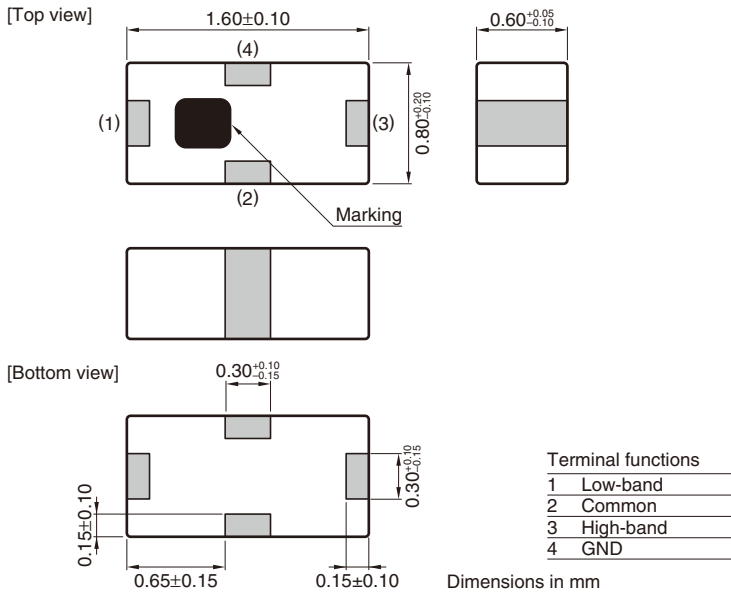 [Top view]
1.60±0.10
0.60+0.05 −0.10
(4)
(1)
(3)
0.80+0.20 −0.10
(2)
Marking
[Bottom view]
0.30+0.10 −0.15
0.30+0.10 −0.15
0.15±0.10
0.65±0.15
0.15±0.10
Dimensions in mm
Terminal functions
1 Low-band
2 Common
3 High-band
4 GND